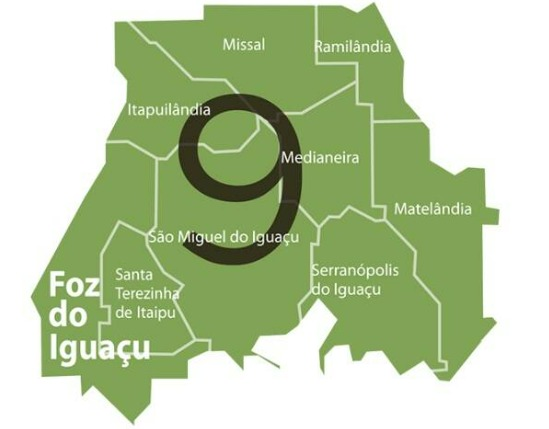 Missal
Ramilândia
Itapuilândia
9
Medianeira
Matelândia
São Miguel do Iguaçu
Santa
Terezinha
de Itaipu
Serranópolis
do Iguaçu
Foz
do
Iguaçu